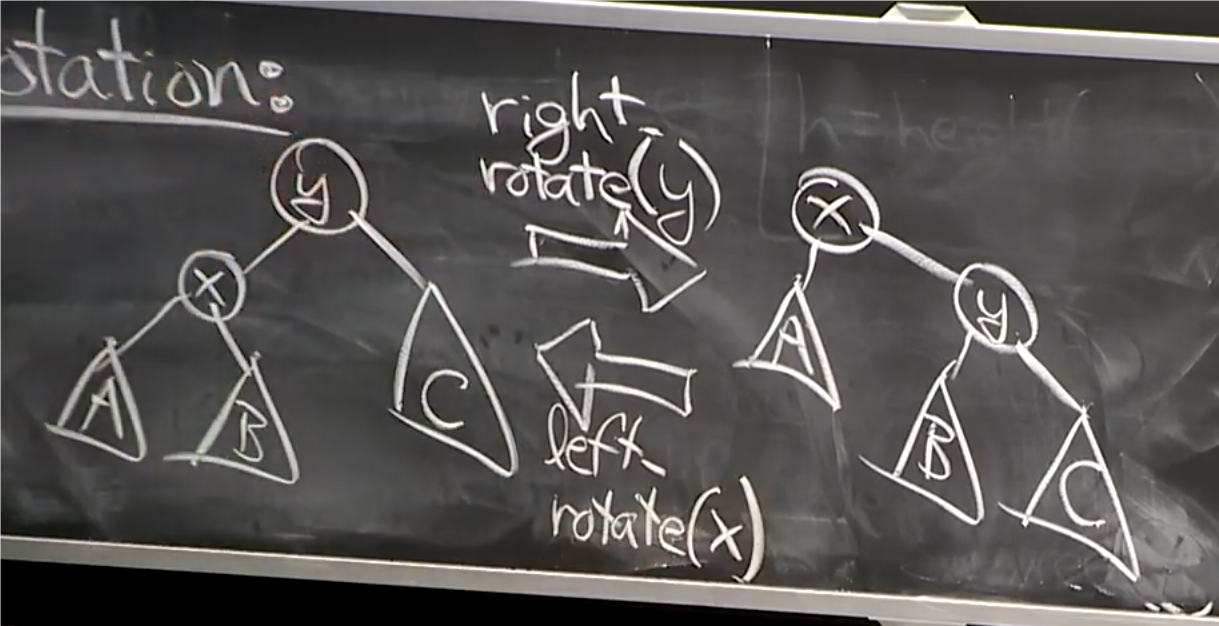 otation:
right-
rotate(y)
y
x
A
B
C
left-
rotate(x)
h=height
x
A
y
B
C